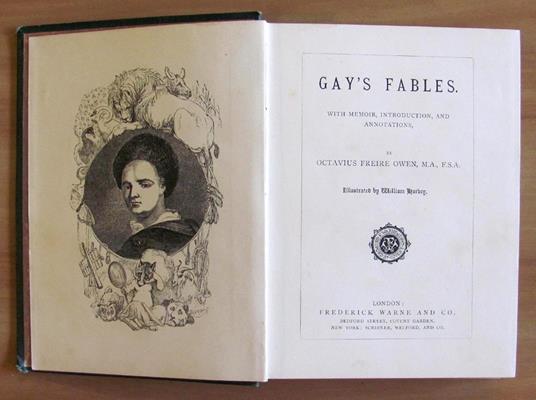 GAY'S FABLES.
WITH MEMOIR, INTRODUCTION, AND
ANNOTATIONS,
BY
OCTAVIUS FREIRE OWEN, M.A., F.S.A.
Illustrated by William Harvey.
LONDON:
FREDERICK WARNE AND CO.
BEDFORD STREET, COVENT GARDEN.
NEW YORK: SCRIBNER, WELFORD, AND CO.